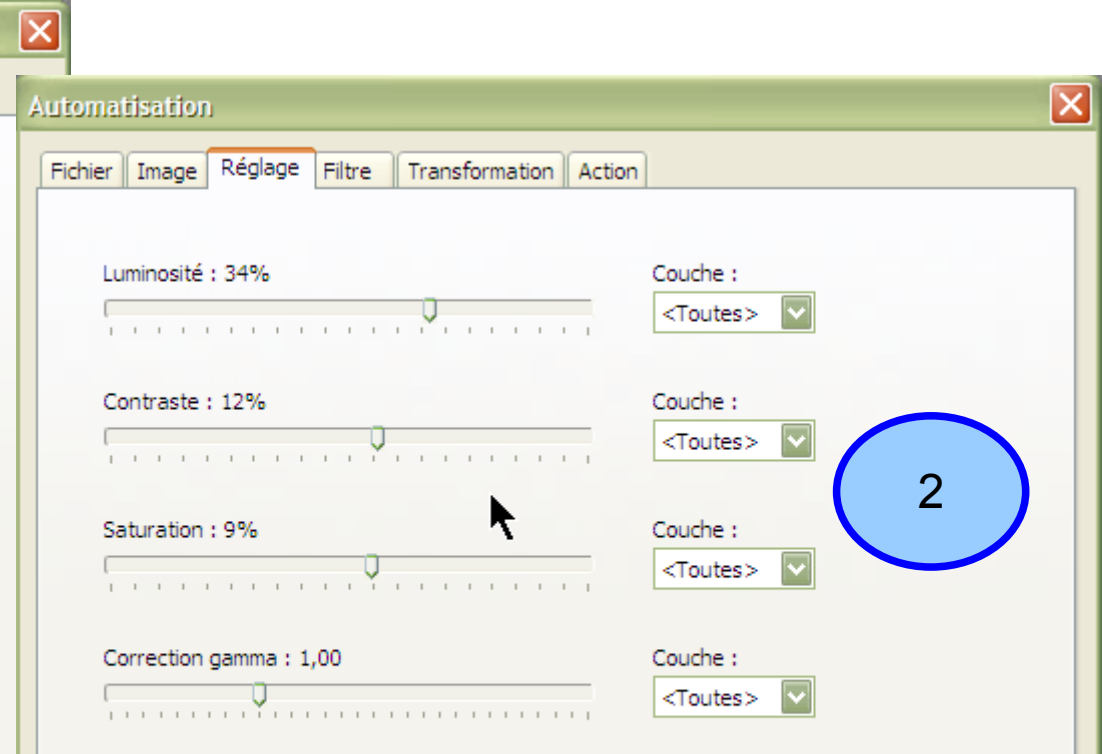 Automatisation
Fichier Image Réglage Filtre Transformation Action
Luminosité : 34% Couche :
<Toutes>
Contraste : 12% Couche :
<Toutes>
2
Saturation : 9% Couche :
<Toutes>
Correction gamma : 1,00 Couche :
<Toutes>